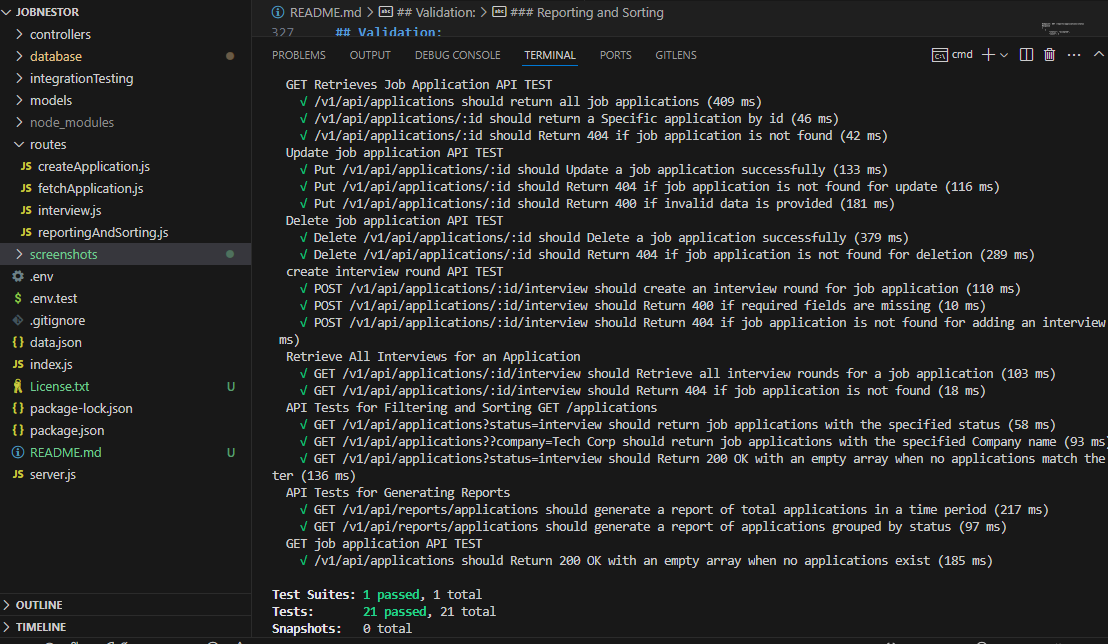 JOBNESTOR
controllers
database
integrationTesting
models
node_modules
routes
JS createApplication.js
JS fetchApplication.js
JS interview.js
JS reportingAndSorting.js
screenshots
.env
$ .env.test
.gitignore
{} data.json
JS index.js
License.txt U
{} package-lock.json
{} package.json
README.md U
JS server.js
OUTLINE
TIMELINE
README.md > ## Validation: > ### Reporting and Sorting
327 ## Validation:
PROBLEMS OUTPUT DEBUG CONSOLE TERMINAL PORTS GITLENS cmd
GET Retrieves Job Application API TEST
√ /v1/api/applications should return all job applications (409 ms)
√ /v1/api/applications/:id should return a Specific application by id (46 ms)
√ /v1/api/applications/:id should Return 404 if job application is not found (42 ms)
Update job application API TEST
√ Put /v1/api/applications/:id should Update a job application successfully (133 ms)
√ Put /v1/api/applications/:id should Return 404 if job application is not found for update (116 ms)
√ Put /v1/api/applications/:id should Return 400 if invalid data is provided (181 ms)
Delete job application API TEST
√ Delete /v1/api/applications/:id should Delete a job application successfully (379 ms)
√ Delete /v1/api/applications/:id should Return 404 if job application is not found for deletion (289 ms)
create interview round API TEST
√ POST /v1/api/applications/:id/interview should create an interview round for job application (110 ms)
√ POST /v1/api/applications/:id/interview should Return 400 if required fields are missing (10 ms)
√ POST /v1/api/applications/:id/interview should Return 404 if job application is not found for adding an interview
ms)
Retrieve All Interviews for an Application
√ GET /v1/api/applications/:id/interview should Retrieve all interview rounds for a job application (103 ms)
√ GET /v1/api/applications/:id/interview should Return 404 if job application is not found (18 ms)
API Tests for Filtering and Sorting GET /applications
√ GET /v1/api/applications?status=interview should return job applications with the specified status (58 ms)
√ GET /v1/api/applications??company=Tech Corp should return job applications with the specified Company name (93 ms
√ GET /v1/api/applications?status=interview should Return 200 OK with an empty array when no applications match the
ter (136 ms)
API Tests for Generating Reports
√ GET /v1/api/reports/applications should generate a report of total applications in a time period (217 ms)
√ GET /v1/api/reports/applications should generate a report of applications grouped by status (97 ms)
GET job application API TEST
√ /v1/api/applications should Return 200 OK with an empty array when no applications exist (185 ms)
Test Suites: 1 passed, 1 total
Tests: 21 passed, 21 total
Snapshots: 0 total